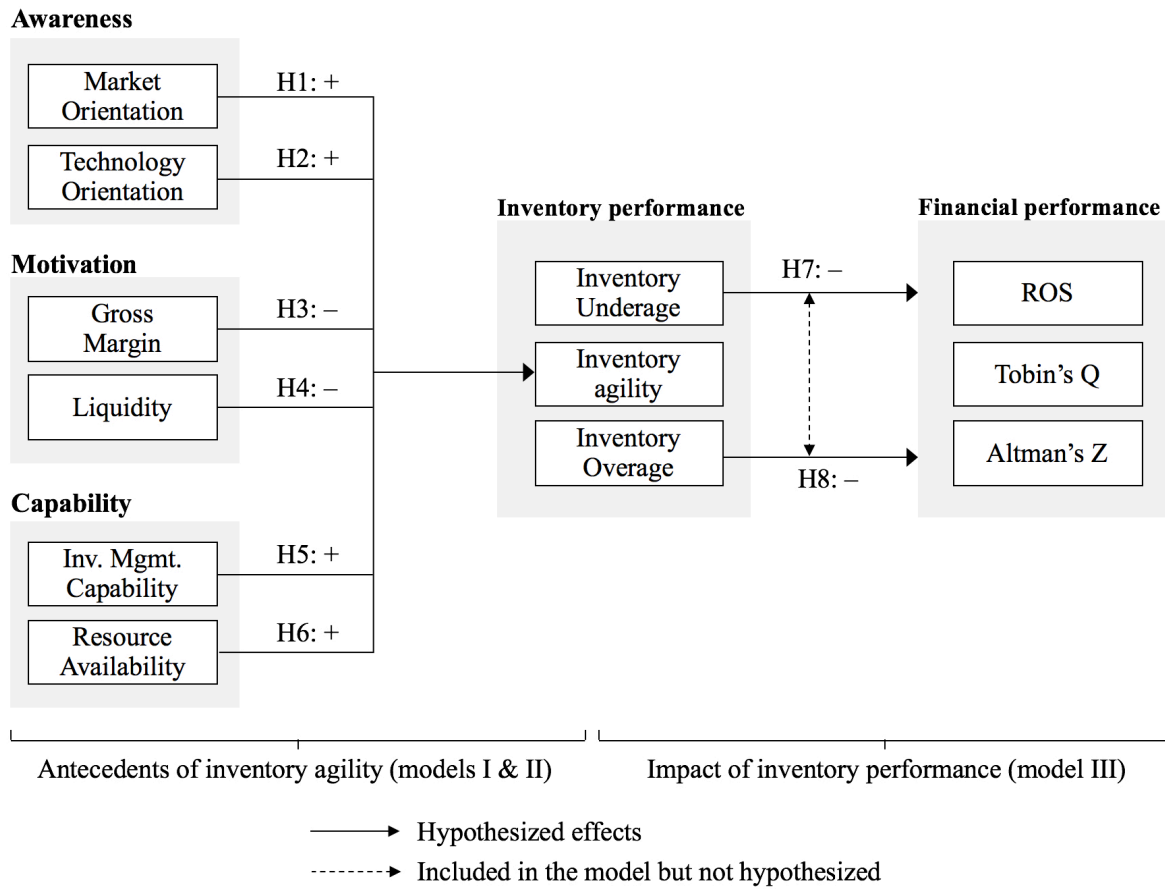 Awareness
Market
Orientation
H1: +
Technology
Orientation
H2: +
Motivation
Gross
Margin
H3: –
Liquidity
H4: –
Capability
Inv. Mgmt.
Capability
H5: +
Resource
Availability
H6: +
Inventory performance
Inventory
Underage
Inventory
agility
Inventory
Overage
H7: –
H8: –
Financial performance
ROS
Tobin’s Q
Altman’s Z
Antecedents of inventory agility (models I & II)
Impact of inventory performance (model III)
Hypothesized effects
Included in the model but not hypothesized